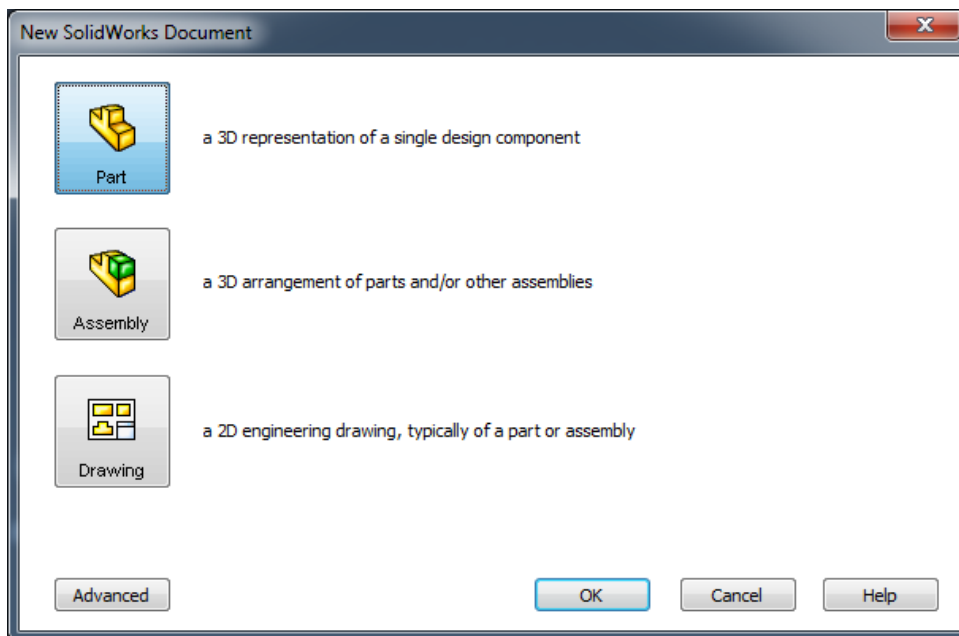 New SolidWorks Document
Part
a 3D representation of a single design component
Assembly
a 3D arrangement of parts and/or other assemblies
Drawing
a 2D engineering drawing, typically of a part or assembly
Advanced
OK
Cancel
Help